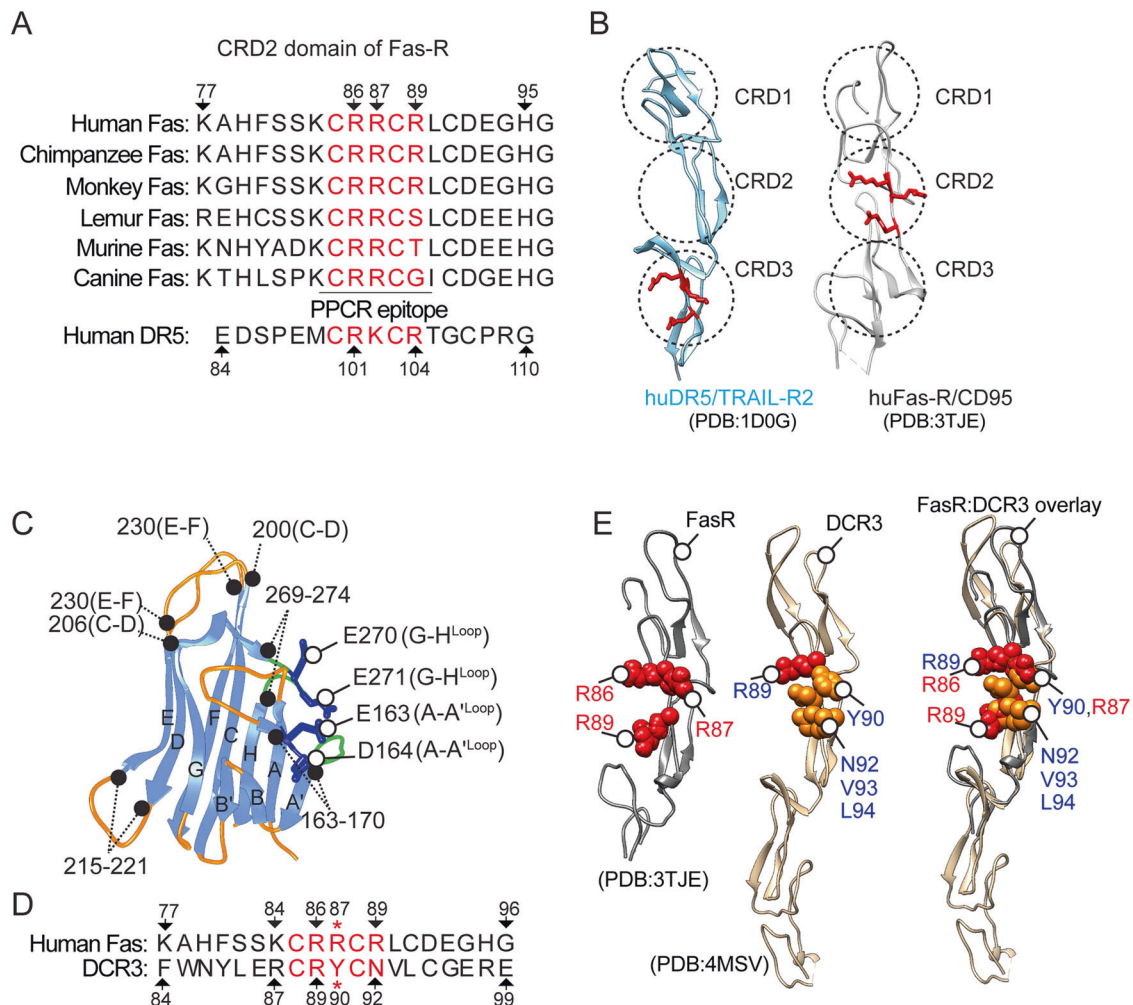 A
CRD2 domain of Fas-R
77 86 87 89 95
Human Fas: KAHFSSKCRRCRLCDEGHG
Chimpanzee Fas: KAHFSSKCRRCRLCDEGHG
Monkey Fas: KGHFSSKCRRCRLCDEGHG
Lemur Fas: REHCSSKCRRCSLCDEEHG
Murine Fas: KNHYADKCRRCTLCDEEHG
Canine Fas: KTHLSPKCRRCGICDGEHG
PPCR epitope
Human DR5: EDSPEMCRKCRTGCPRG
84 101 104 110
B
CRD1 CRD1
CRD2 CRD2
CRD3 CRD3
huDR5/TRAIL-R2 huFas-R/CD95
(PDB:1D0G) (PDB:3TJE)
C
230(E-F) 200(C-D)
230(E-F)
206(C-D)
269-274
E270 (G-H Loop)
E271 (G-H Loop)
E163 (A-A' Loop)
D164 (A-A' Loop)
E D G F C H A B' B A'
163-170
215-221
D
77 84 86 87 89 96
*
Human Fas: KAHFSSKCRRCRLCDEGHG
DCR3: FWNYLERCRYCNVLCGERE
*
84 87 89 90 92 99
E
FasR
DCR3
FasR:DCR3 overlay
R86
R89
R87
(PDB:3TJE)
R89
Y90
N92
V93
L94
(PDB:4MSV)
R89
R86
R89
Y90,R87
N92
V93
L94